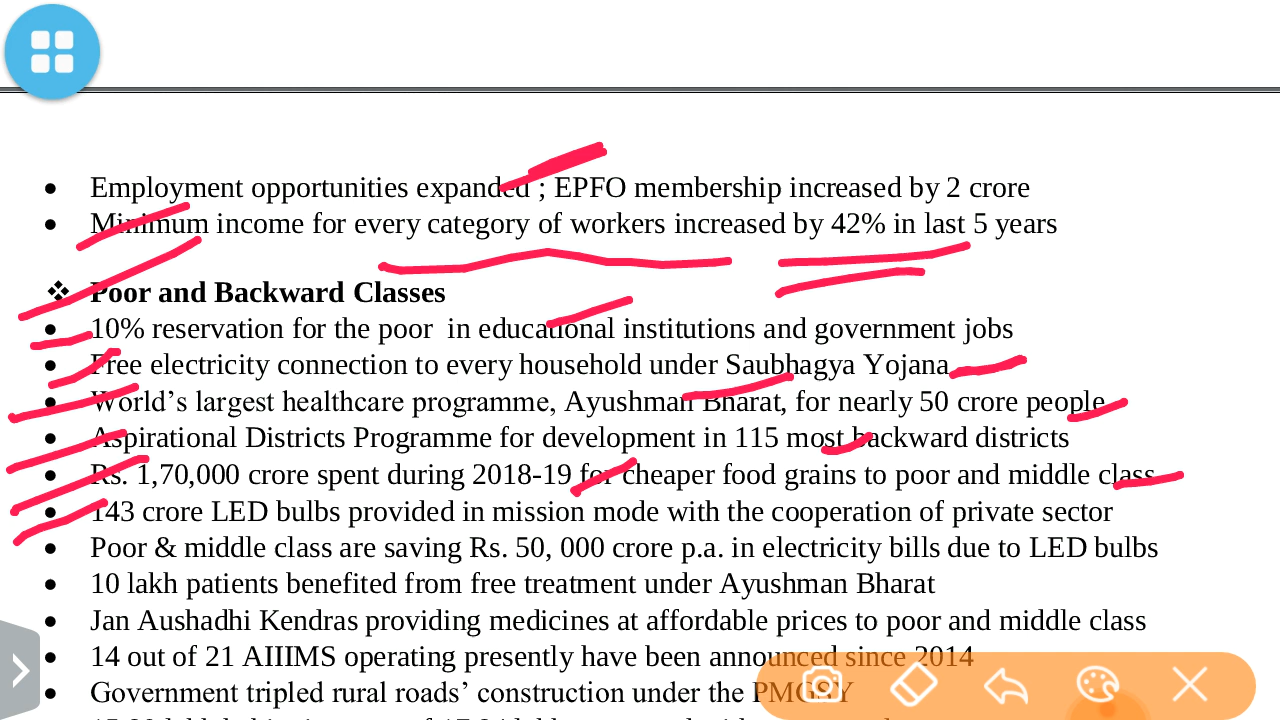 • Employment opportunities expanded ; EPFO membership increased by 2 crore
• Minimum income for every category of workers increased by 42% in last 5 years
❖ Poor and Backward Classes
• 10% reservation for the poor in educational institutions and government jobs
• Free electricity connection to every household under Saubhagya Yojana
• World’s largest healthcare programme, Ayushman Bharat, for nearly 50 crore people
• Aspirational Districts Programme for development in 115 most backward districts
• Rs. 1,70,000 crore spent during 2018-19 for cheaper food grains to poor and middle class
• 143 crore LED bulbs provided in mission mode with the cooperation of private sector
• Poor & middle class are saving Rs. 50, 000 crore p.a. in electricity bills due to LED bulbs
• 10 lakh patients benefited from free treatment under Ayushman Bharat
• Jan Aushadhi Kendras providing medicines at affordable prices to poor and middle class
• 14 out of 21 AIIIMS operating presently have been announced since 2014
• Government tripled rural roads’ construction under the PMGSY